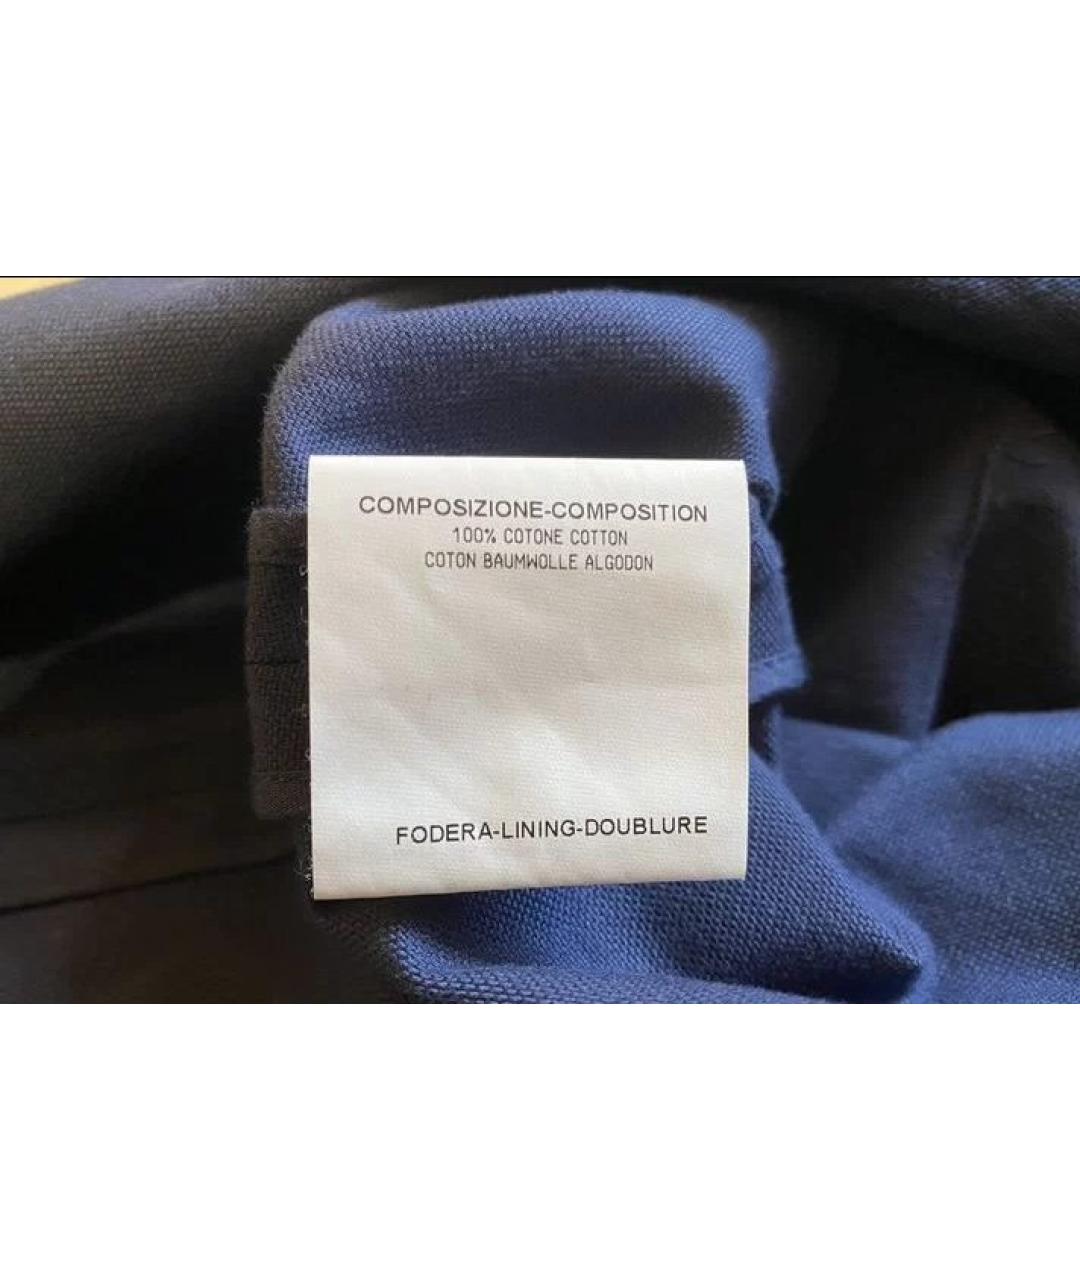 COMPOSIZIONE-COMPOSITION
100% COTONE COTTON
COTON BAUMWOLLE ALGODON
FODERA-LINING-DOUBLURE